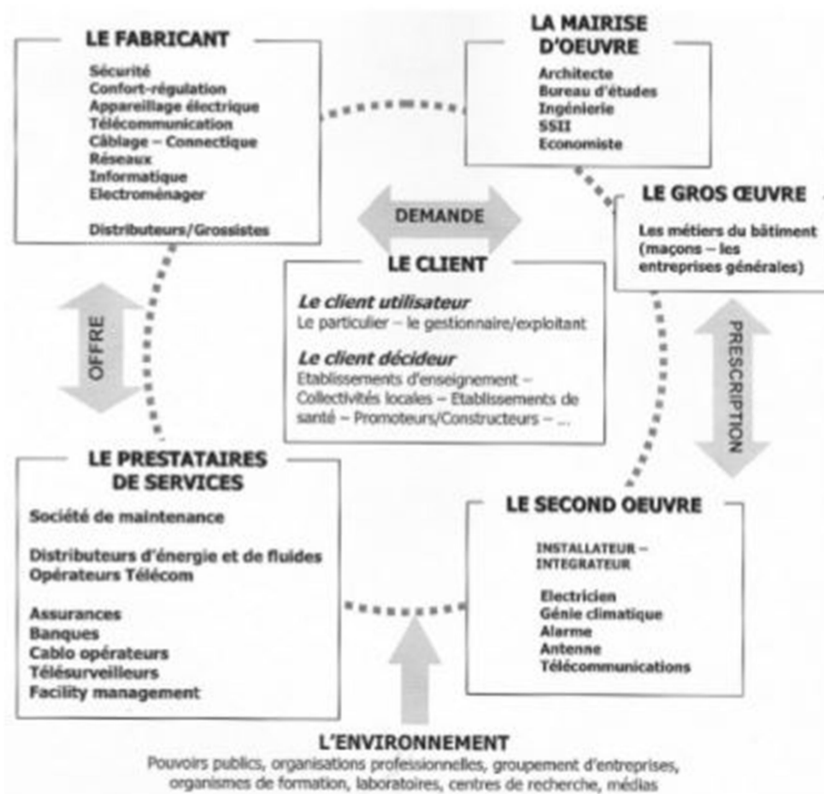 LE FABRICANT
Sécurité
Confort-régulation
Appareillage électrique
Télécommunication
Câblage – Connectique
Réseaux
Informatique
Electroménager
Distributeurs/Grossistes
LA MAIRISE
D'OEUVRE
Architecte
Bureau d'études
Ingénierie
SSII
Economiste
LE GROS ŒUVRE
Les métiers du bâtiment
(maçons – les
entreprises générales)
DEMANDE
LE CLIENT
Le client utilisateur
Le particulier – le gestionnaire/exploitant
Le client décideur
Etablissements d'enseignement –
Collectivités locales – Etablissements de
santé – Promoteurs/Constructeurs – ...
OFFRE
PRESCRIPTION
LE PRESTATAIRES
DE SERVICES
Société de maintenance
Distributeurs d'énergie et de fluides
Opérateurs Télécom
Assurances
Banques
Cablo opérateurs
Télésurveilleurs
Facility management
LE SECOND OEUVRE
INSTALLATEUR –
INTEGRATEUR
Electricien
Génie climatique
Alarme
Antenne
Télécommunications
L'ENVIRONNEMENT
Pouvoirs publics, organisations professionnelles, groupement d'entreprises,
organismes de formation, laboratoires, centres de recherche, médias